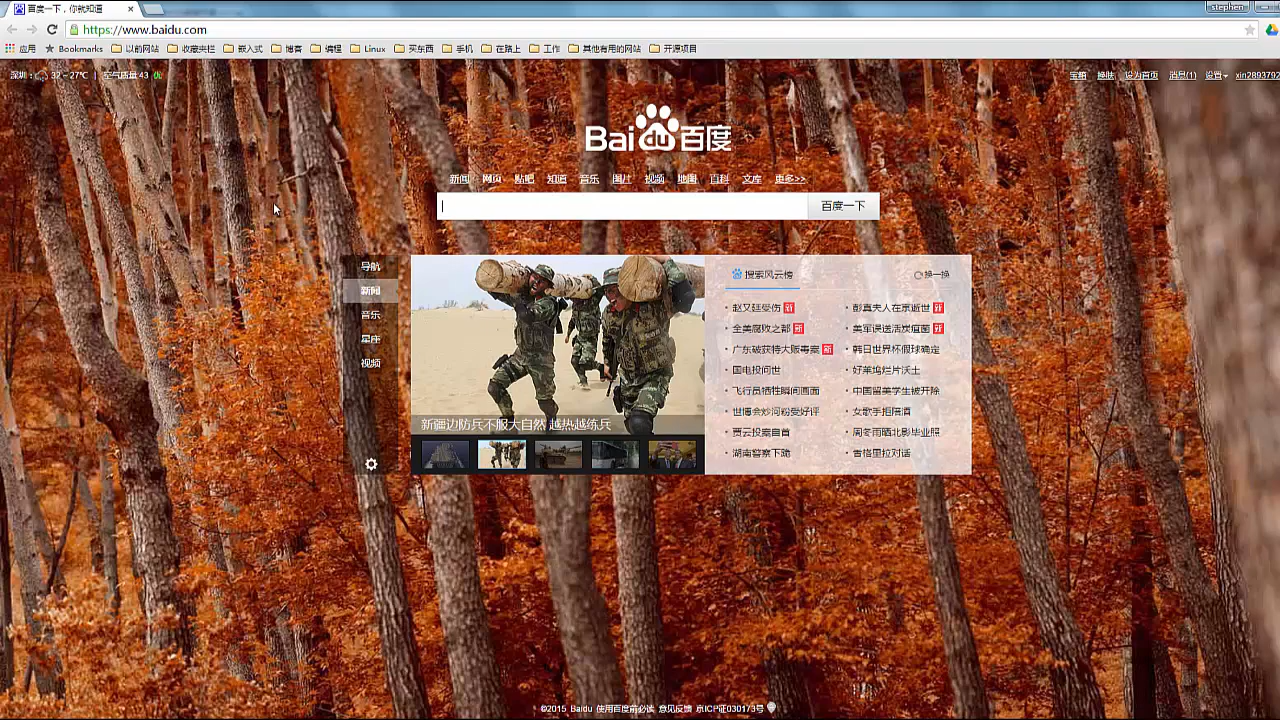 百度一下，你就知道
stephen
https://www.baidu.com
应用 Bookmarks 以前网站 收藏夹栏 嵌入式 博客 编程 Linux 买东西 手机 在路上 工作 其他有用的网站 开源项目
深圳： 32 ~ 27℃ | 空气质量 43 优
宝箱 换肤 设为首页 消息(1) 设置 xin2893792
Bai du 百度
新闻 网页 贴吧 知道 音乐 图片 视频 地图 百科 文库 更多>>
百度一下
导航
新闻
音乐
星座
视频
新疆边防兵不服大自然 越热越练兵
搜索风云榜 换一换
赵又廷受伤 新 彭真夫人在京逝世 新
全美腐败之都 新 美军误送活炭疽菌 新
广东破获特大贩毒案 新 韩日世界杯假球确定
国电投问世 好莱坞烂片沃土
飞行员牺牲瞬间画面 中国留美学生被开除
世博会炒河粉受好评 女歌手拒陪酒
贾云投案自首 周冬雨晒北影毕业照
湖南警察下跪 香格里拉对话
©2015 Baidu 使用百度前必读 意见反馈 京ICP证030173号